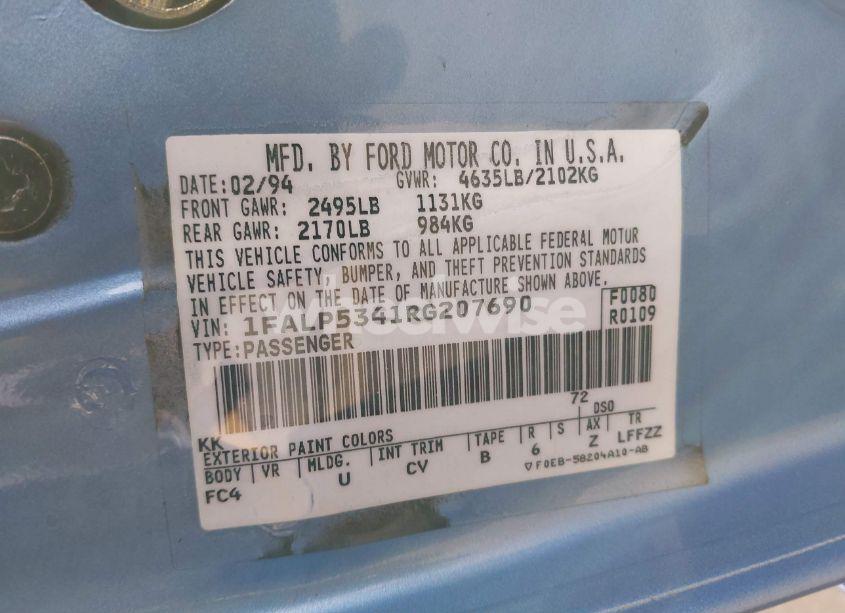 MFD. BY FORD MOTOR CO. IN U.S.A.
DATE: 02/94 GVWR: 4635LB/2102KG
FRONT GAWR: 2495LB 1131KG
REAR GAWR: 2170LB 984KG
THIS VEHICLE CONFORMS TO ALL APPLICABLE FEDERAL MOTOR
VEHICLE SAFETY, BUMPER, AND THEFT PREVENTION STANDARDS
IN EFFECT ON THE DATE OF MANUFACTURE SHOWN ABOVE.
VIN: 1FALP5341RG207690 F0080
TYPE: PASSENGER R0109
wheelwise
72
KK DSO
EXTERIOR PAINT COLORS
BODY VR MLDG. INT TRIM TAPE R S AX TR
FC4 U CV B 6 Z LFFZZ
▽F0EB-58204A10-AB